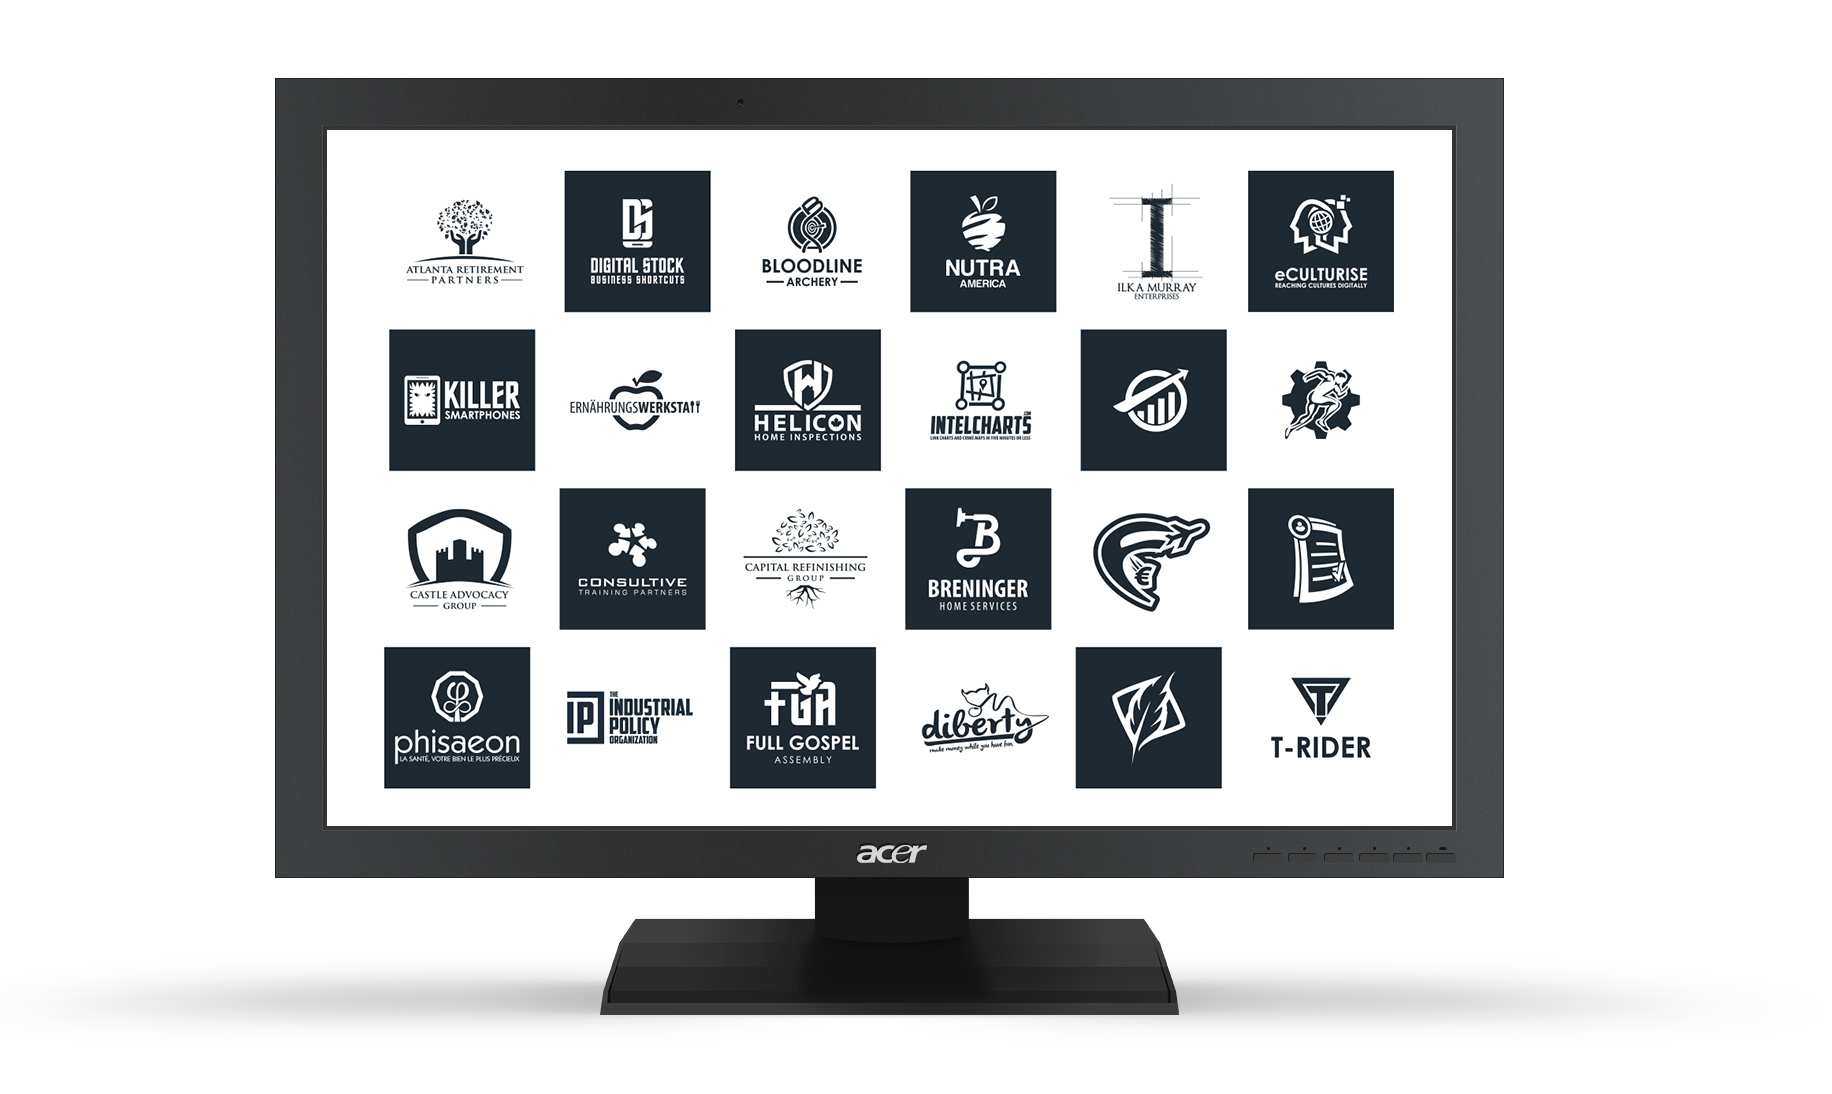 ATLANTA RETIREMENT
PARTNERS
DS
DIGITAL STOCK
BUSINESS SHORTCUTS
B
BLOODLINE
ARCHERY
NUTRA
AMERICA
I
ILKA MURRAY
ENTERPRISES
eCULTURISE
REACHING CULTURES DIGITALLY
KILLER
SMARTPHONES
ERNÄHRUNGSWERKSTATT
H
HELICON
HOME INSPECTIONS
INTELCHARTS.COM
LINK CHARTS AND CRIME MAPS IN FIVE MINUTES OR LESS
CASTLE ADVOCACY
GROUP
CONSULTIVE
TRAINING PARTNERS
CAPITAL REFINISHING
GROUP
B
BRENINGER
HOME SERVICES
€
φ
phisaeon
LA SANTÉ, VOTRE BIEN LE PLUS PRÉCIEUX
IP
THE
INDUSTRIAL
POLICY
ORGANIZATION
FGA
FULL GOSPEL
ASSEMBLY
diberty
make money while you have fun
T
T-RIDER
acer